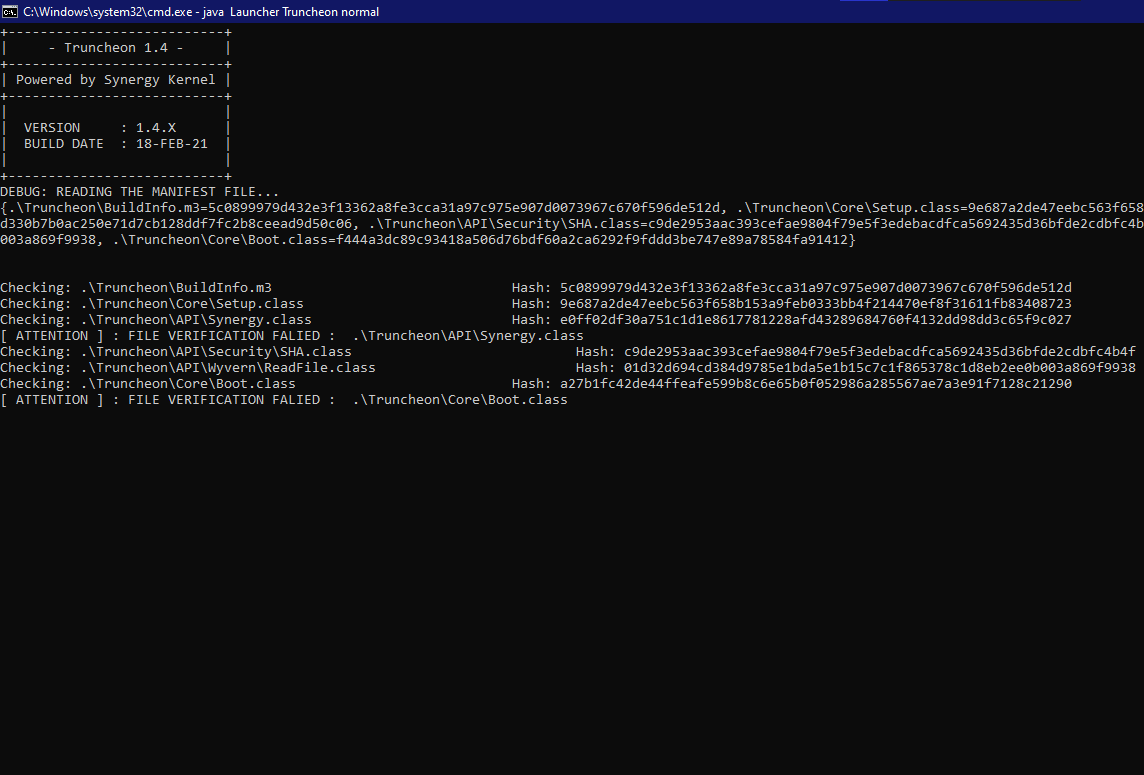 C:\Windows\system32\cmd.exe - java Launcher Truncheon normal
+---------------------------+
| - Truncheon 1.4 - |
+---------------------------+
| Powered by Synergy Kernel |
+---------------------------+
| |
| VERSION : 1.4.X |
| BUILD DATE : 18-FEB-21 |
| |
+---------------------------+
DEBUG: READING THE MANIFEST FILE...
{.\Truncheon\BuildInfo.m3=5c0899979d432e3f13362a8fe3cca31a97c975e907d0073967c670f596de512d, .\Truncheon\Core\Setup.class=9e687a2de47eebc563f658
d330b7b0ac250e71d7cb128ddf7fc2b8ceead9d50c06, .\Truncheon\API\Security\SHA.class=c9de2953aac393cefae9804f79e5f3edebacdfca5692435d36bfde2cdbfc4b
003a869f9938, .\Truncheon\Core\Boot.class=f444a3dc89c93418a506d76bdf60a2ca6292f9fddd3be747e89a78584fa91412}
Checking: .\Truncheon\BuildInfo.m3 Hash: 5c0899979d432e3f13362a8fe3cca31a97c975e907d0073967c670f596de512d
Checking: .\Truncheon\Core\Setup.class Hash: 9e687a2de47eebc563f658b153a9feb0333bb4f214470ef8f31611fb83408723
Checking: .\Truncheon\API\Synergy.class Hash: e0ff02df30a751c1d1e8617781228afd43289684760f4132dd98dd3c65f9c027
[ ATTENTION ] : FILE VERIFICATION FALIED : .\Truncheon\API\Synergy.class
Checking: .\Truncheon\API\Security\SHA.class Hash: c9de2953aac393cefae9804f79e5f3edebacdfca5692435d36bfde2cdbfc4b4f
Checking: .\Truncheon\API\Wyvern\ReadFile.class Hash: 01d32d694cd384d9785e1bda5e1b15c7c1f865378c1d8eb2ee0b003a869f9938
Checking: .\Truncheon\Core\Boot.class Hash: a27b1fc42de44ffeafe599b8c6e65b0f052986a285567ae7a3e91f7128c21290
[ ATTENTION ] : FILE VERIFICATION FALIED : .\Truncheon\Core\Boot.class